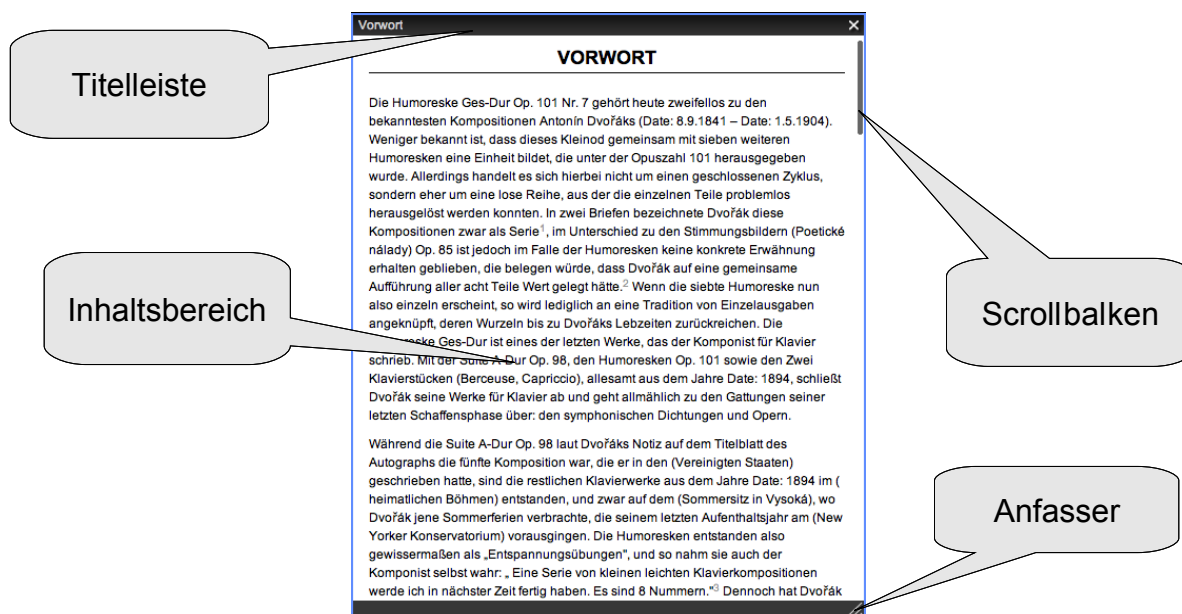 Vorwort
Titelleiste
VORWORT
Die Humoreske Ges-Dur Op. 101 Nr. 7 gehört heute zweifellos zu den
bekanntesten Kompositionen Antonín Dvořáks (Date: 8.9.1841 – Date: 1.5.1904).
Weniger bekannt ist, dass dieses Kleinod gemeinsam mit sieben weiteren
Humoresken eine Einheit bildet, die unter der Opuszahl 101 herausgegeben
wurde. Allerdings handelt es sich hierbei nicht um einen geschlossenen Zyklus,
sondern eher um eine lose Reihe, aus der die einzelnen Teile problemlos
herausgelöst werden konnten. In zwei Briefen bezeichnete Dvořák diese
Kompositionen zwar als Serie1, im Unterschied zu den Stimmungsbildern (Poetické
nálady) Op. 85 ist jedoch im Falle der Humoresken keine konkrete Erwähnung
erhalten geblieben, die belegen würde, dass Dvořák auf eine gemeinsame
Aufführung aller acht Teile Wert gelegt hätte.2 Wenn die siebte Humoreske nun
also einzeln erscheint, so wird lediglich an eine Tradition von Einzelausgaben
angeknüpft, deren Wurzeln bis zu Dvořáks Lebzeiten zurückreichen. Die
reske Ges-Dur ist eines der letzten Werke, das der Komponist für Klavier
schrieb. Mit der Suite A-Dur Op. 98, den Humoresken Op. 101 sowie den Zwei
Klavierstücken (Berceuse, Capriccio), allesamt aus dem Jahre Date: 1894, schließt
Dvořák seine Werke für Klavier ab und geht allmählich zu den Gattungen seiner
letzten Schaffensphase über: den symphonischen Dichtungen und Opern.
Während die Suite A-Dur Op. 98 laut Dvořáks Notiz auf dem Titelblatt des
Autographs die fünfte Komposition war, die er in den (Vereinigten Staaten)
geschrieben hatte, sind die restlichen Klavierwerke aus dem Jahre Date: 1894 im (
heimatlichen Böhmen) entstanden, und zwar auf dem (Sommersitz in Vysoká), wo
Dvořák jene Sommerferien verbrachte, die seinem letzten Aufenthaltsjahr am (New
Yorker Konservatorium) vorausgingen. Die Humoresken entstanden also
gewissermaßen als „Entspannungsübungen", und so nahm sie auch der
Komponist selbst wahr: „ Eine Serie von kleinen leichten Klavierkompositionen
werde ich in nächster Zeit fertig haben. Es sind 8 Nummern."3 Dennoch hat Dvořák
Inhaltsbereich
Scrollbalken
Anfasser